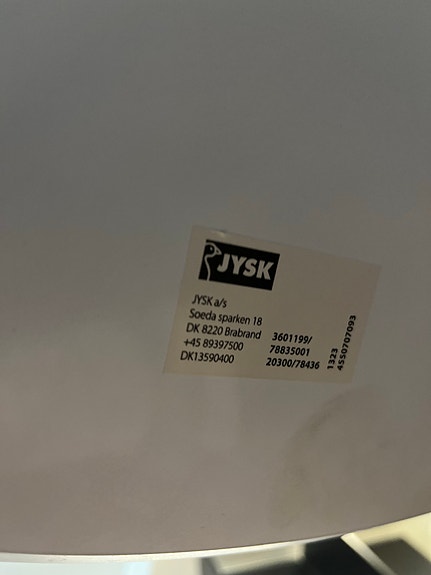 JYSK
JYSK a/s
Soeda sparken 18
DK 8220 Brabrand
+45 89397500
DK13590400
3601199/
78835001
20300/78436
1323
4550707093